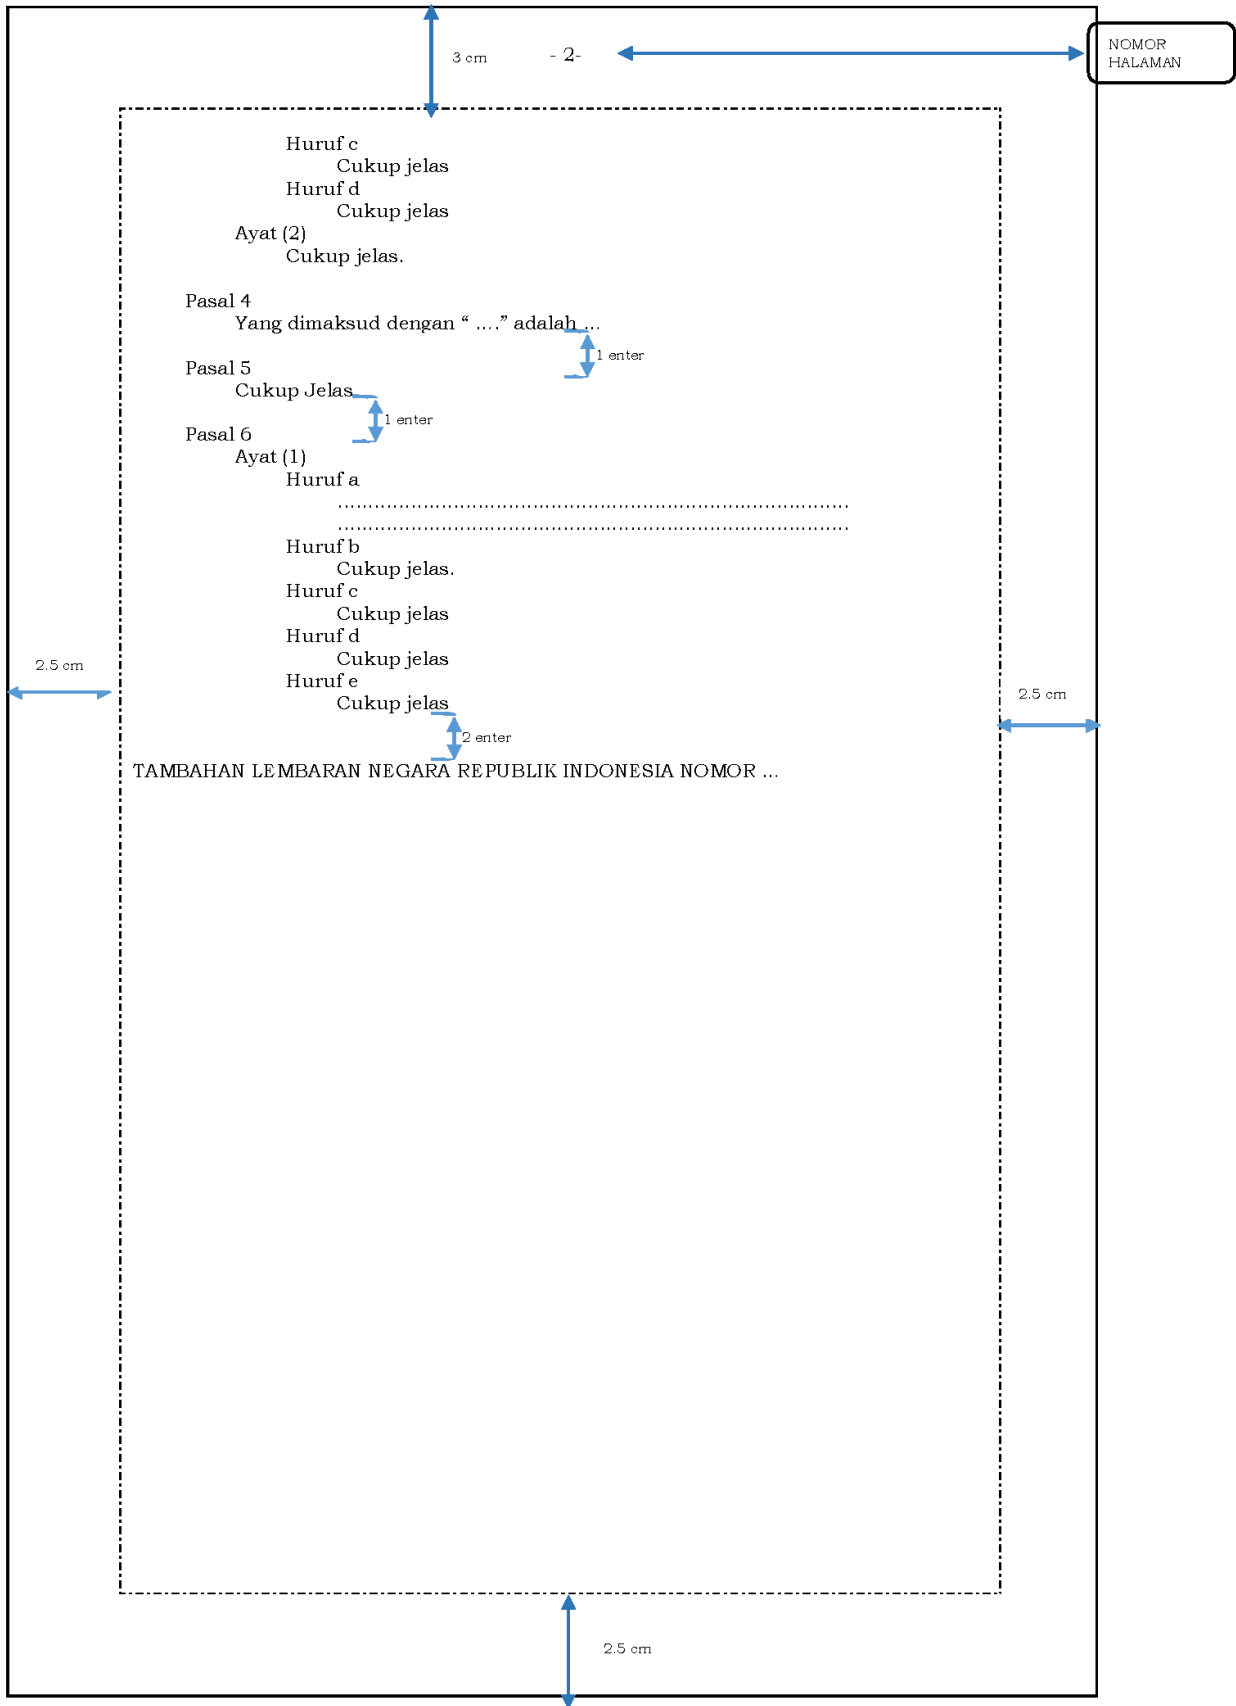 3 cm
- 2-
NOMOR
HALAMAN
Huruf c
Cukup jelas
Huruf d
Cukup jelas
Ayat (2)
Cukup jelas.
Pasal 4
Yang dimaksud dengan “ ....” adalah ...
1 enter
Pasal 5
Cukup Jelas
1 enter
Pasal 6
Ayat (1)
Huruf a
....................................................................................
....................................................................................
Huruf b
Cukup jelas.
Huruf c
Cukup jelas
Huruf d
Cukup jelas
2.5 cm
Huruf e
2.5 cm
Cukup jelas
2 enter
TAMBAHAN LEMBARAN NEGARA REPUBLIK INDONESIA NOMOR ...
2.5 cm